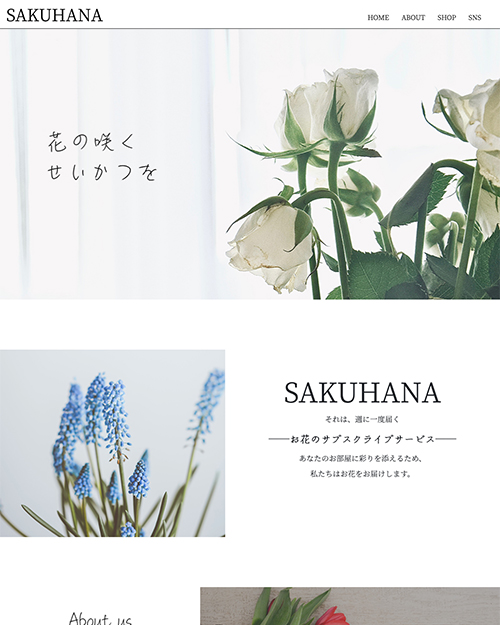 SAKUHANA
HOME ABOUT SHOP SNS
花の咲く
せいかつを
SAKUHANA
それは、週に一度届く
お花のサブスクライブサービス
あなたのお部屋に彩りを添えるため、
私たちはお花をお届けします。
About us